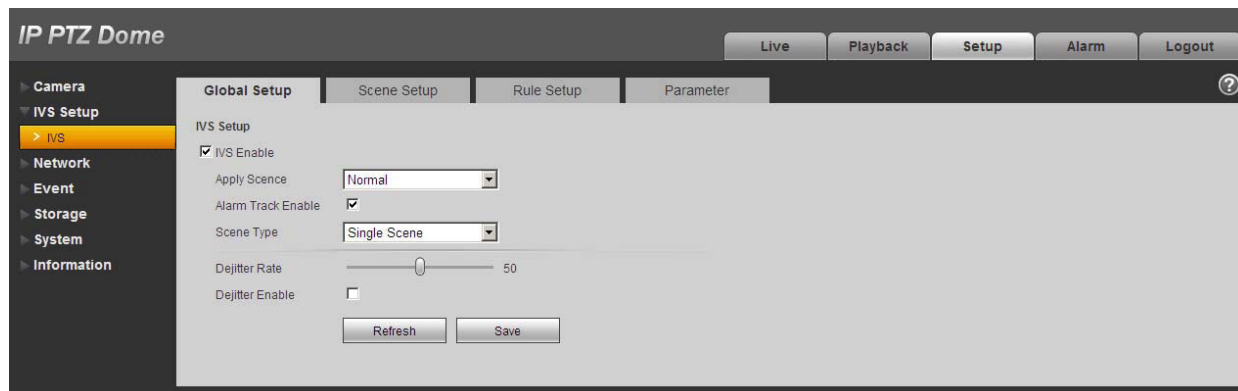 IP PTZ Dome
Live Playback Setup Alarm Logout
Camera
IVS Setup
> IVS
Network
Event
Storage
System
Information
Global Setup Scene Setup Rule Setup Parameter
?
IVS Setup
IVS Enable
Apply Scence Normal
Alarm Track Enable
Scene Type Single Scene
Dejitter Rate 50
Dejitter Enable
Refresh Save